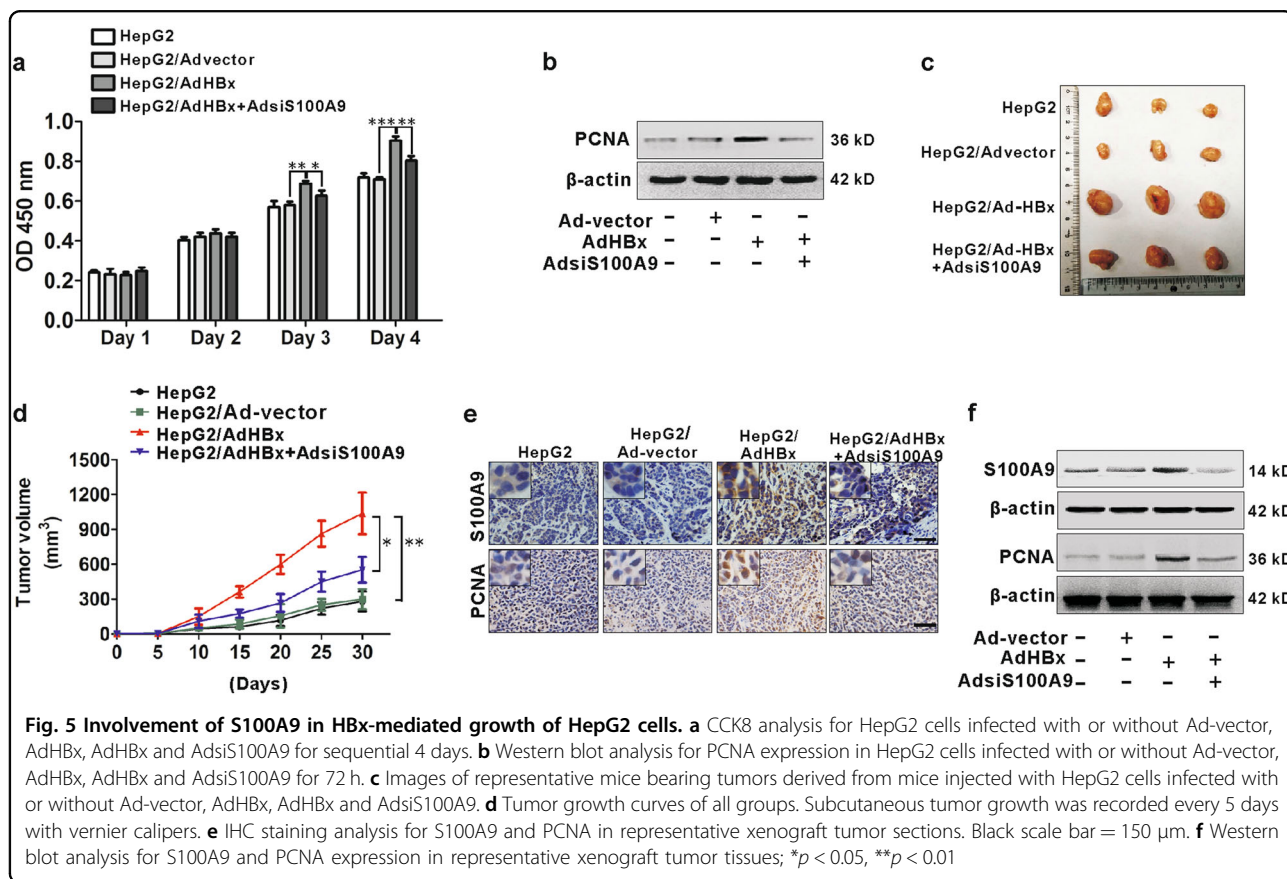 a
HepG2
HepG2/Advector
HepG2/AdHBx
HepG2/AdHBx+AdsiS100A9
OD 450 nm
1.0
0.8
0.6
0.4
0.2
0.0
** *
*** **
Day 1 Day 2 Day 3 Day 4
b
PCNA 36 kD
β-actin 42 kD
Ad-vector – + – –
AdHBx – – + +
AdsiS100A9 – – – +
c
HepG2
HepG2/Advector
HepG2/Ad-HBx
HepG2/Ad-HBx
+AdsiS100A9
d
HepG2
HepG2/Ad-vector
HepG2/AdHBx
HepG2/AdHBx+AdsiS100A9
Tumor volume
(mm³)
1500
1200
900
600
300
0
* **
0 5 10 15 20 25 30
(Days)
e
HepG2
HepG2/
Ad-vector
HepG2/
AdHBx
HepG2/AdHBx
+AdsiS100A9
S100A9
PCNA
f
S100A9 14 kD
β-actin 42 kD
PCNA 36 kD
β-actin 42 kD
Ad-vector – + – –
AdHBx – – + +
AdsiS100A9 – – – +
Fig. 5 Involvement of S100A9 in HBx-mediated growth of HepG2 cells. a CCK8 analysis for HepG2 cells infected with or without Ad-vector,
AdHBx, AdHBx and AdsiS100A9 for sequential 4 days. b Western blot analysis for PCNA expression in HepG2 cells infected with or without Ad-vector,
AdHBx, AdHBx and AdsiS100A9 for 72 h. c Images of representative mice bearing tumors derived from mice injected with HepG2 cells infected with
or without Ad-vector, AdHBx, AdHBx and AdsiS100A9. d Tumor growth curves of all groups. Subcutaneous tumor growth was recorded every 5 days
with vernier calipers. e IHC staining analysis for S100A9 and PCNA in representative xenograft tumor sections. Black scale bar = 150 μm. f Western
blot analysis for S100A9 and PCNA expression in representative xenograft tumor tissues; *p < 0.05, **p < 0.01